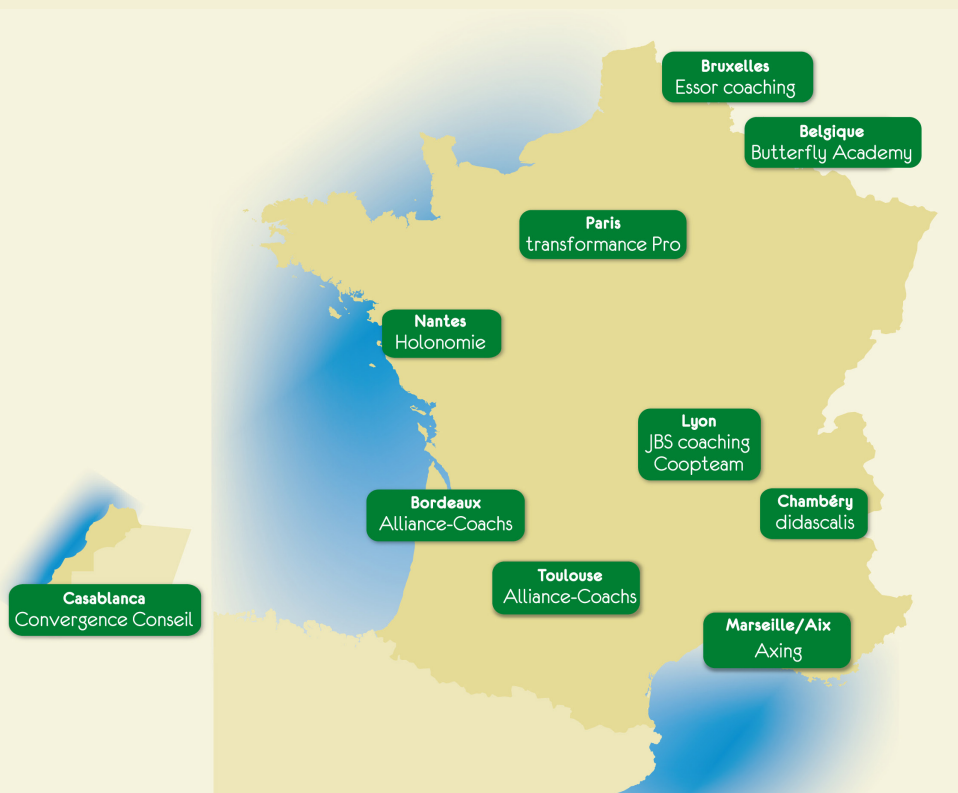 Bruxelles
Essor coaching
Belgique
Butterfly Academy
Paris
transformance Pro
Nantes
Holonomie
Lyon
JBS coaching
Coopteam
Bordeaux
Alliance-Coachs
Chambéry
didascalis
Toulouse
Alliance-Coachs
Casablanca
Convergence Conseil
Marseille/Aix
Axing